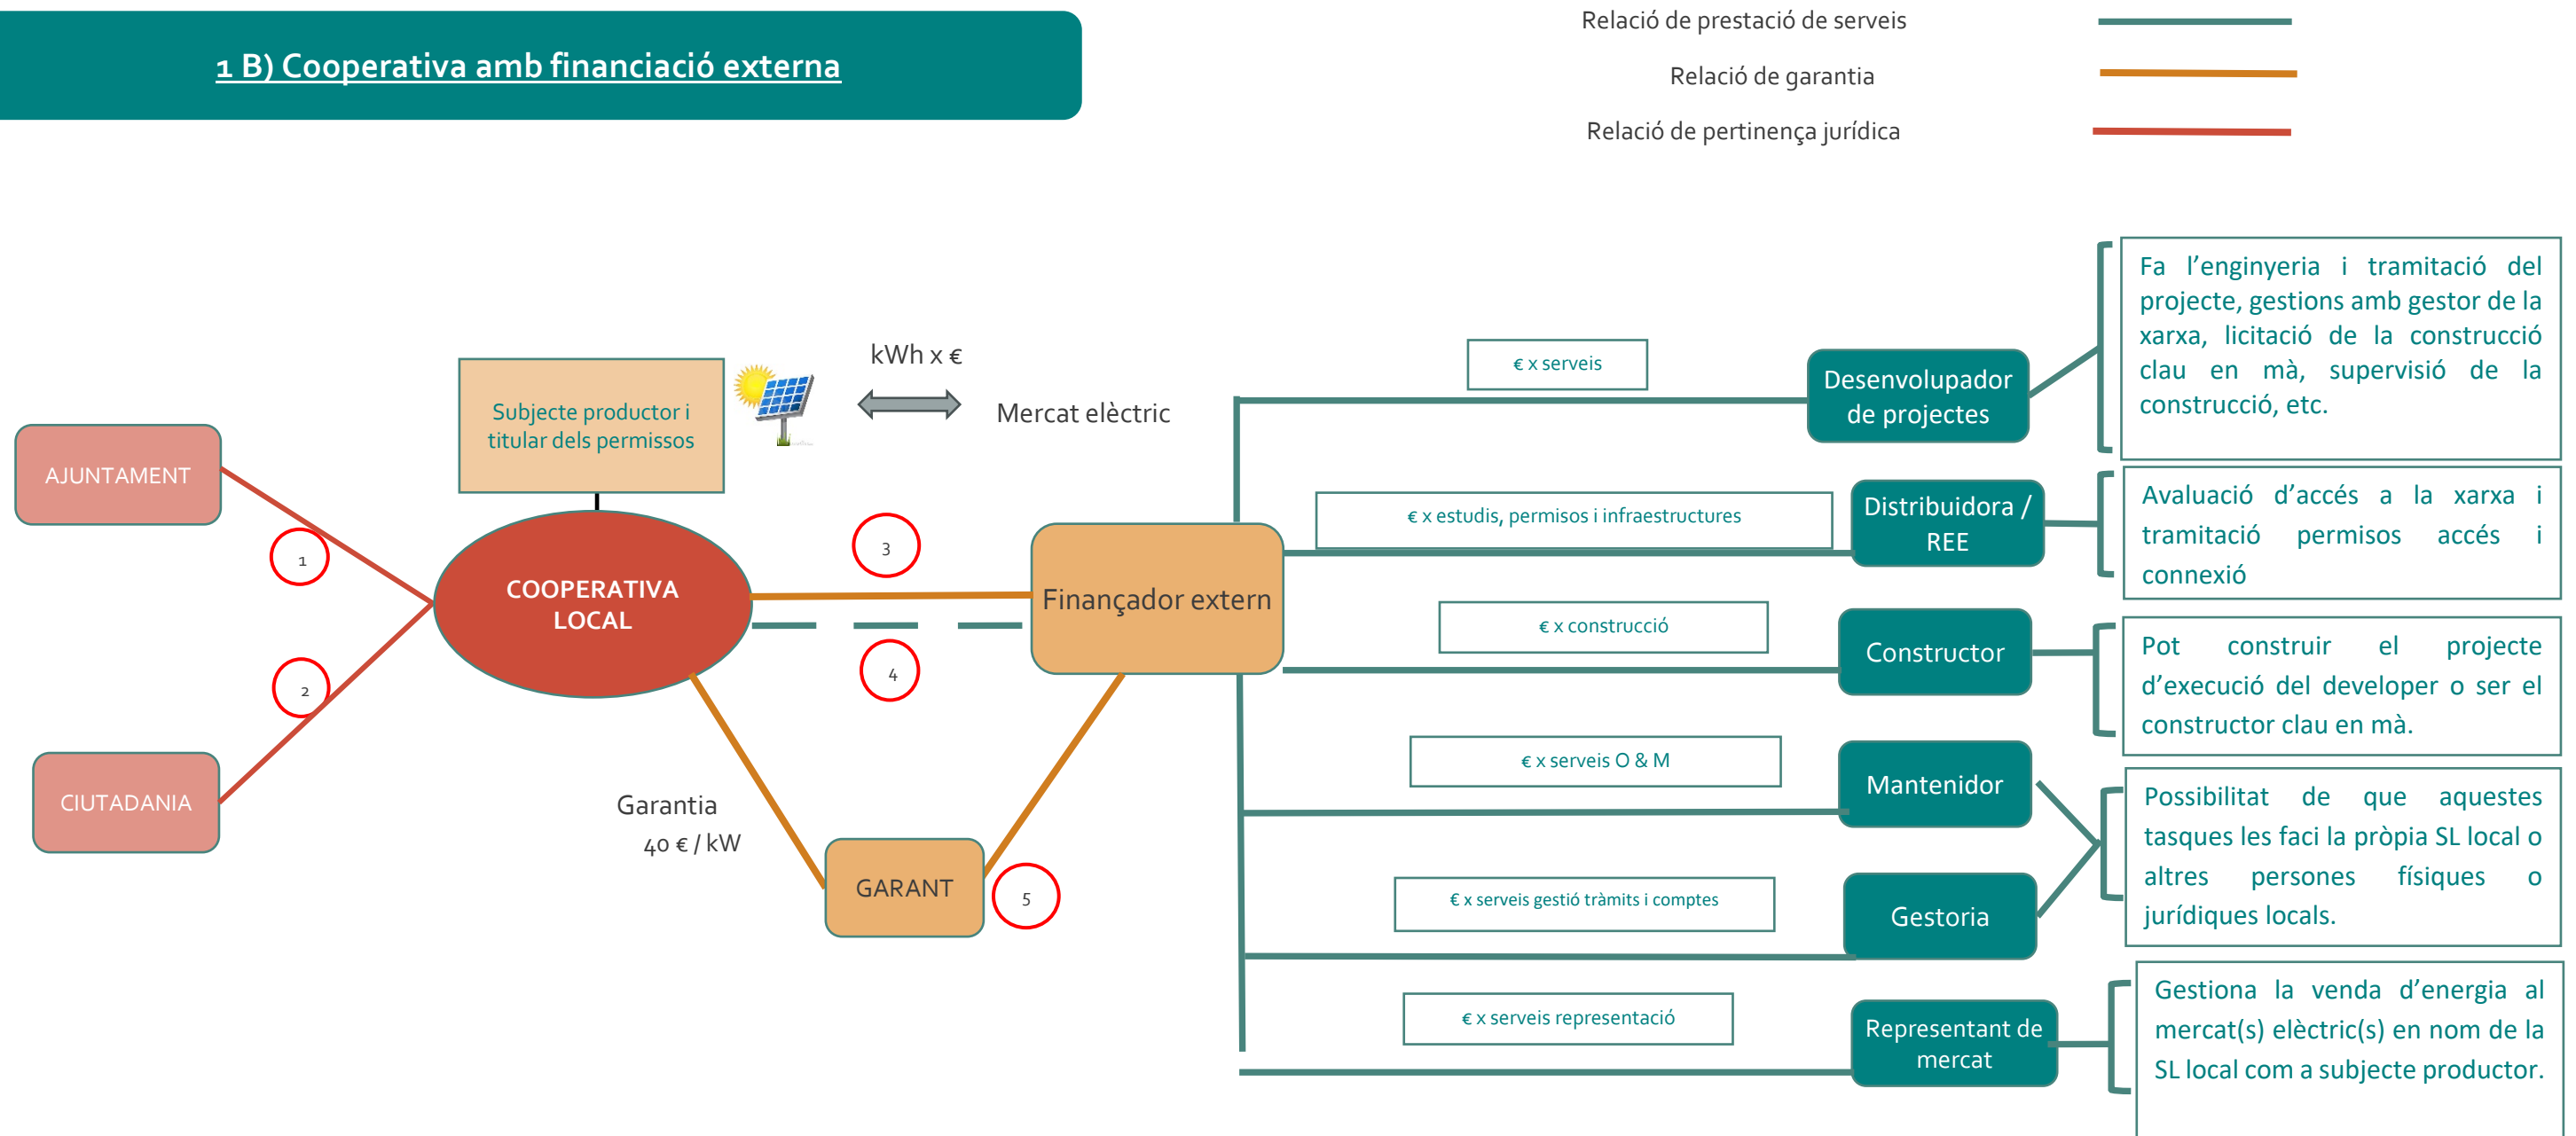 1 B) Cooperativa amb financiació externa
Relació de prestació de serveis
Relació de garantia
Relació de pertinença jurídica
AJUNTAMENT
CIUTADANIA
1
2
Subjecte productor i
titular dels permissos
kWh x €
Mercat elèctric
COOPERATIVA
LOCAL
3
4
Finançador extern
Garantia
40 € / kW
GARANT
5
€ x serveis
Desenvolupador
de projectes
Fa l’enginyeria i tramitació del
projecte, gestions amb gestor de la
xarxa, licitació de la construcció
clau en mà, supervisió de la
construcció, etc.
€ x estudis, permisos i infraestructures
Distribuidora /
REE
Avaluació d’accés a la xarxa i
tramitació permisos accés i
connexió
€ x construcció
Constructor
Pot construir el projecte
d’execució del developer o ser el
constructor clau en mà.
€ x serveis O & M
Mantenidor
€ x serveis gestió tràmits i comptes
Gestoria
Possibilitat de que aquestes
tasques les faci la pròpia SL local o
altres persones físiques o
jurídiques locals.
€ x serveis representació
Representant de
mercat
Gestiona la venda d’energia al
mercat(s) elèctric(s) en nom de la
SL local com a subjecte productor.